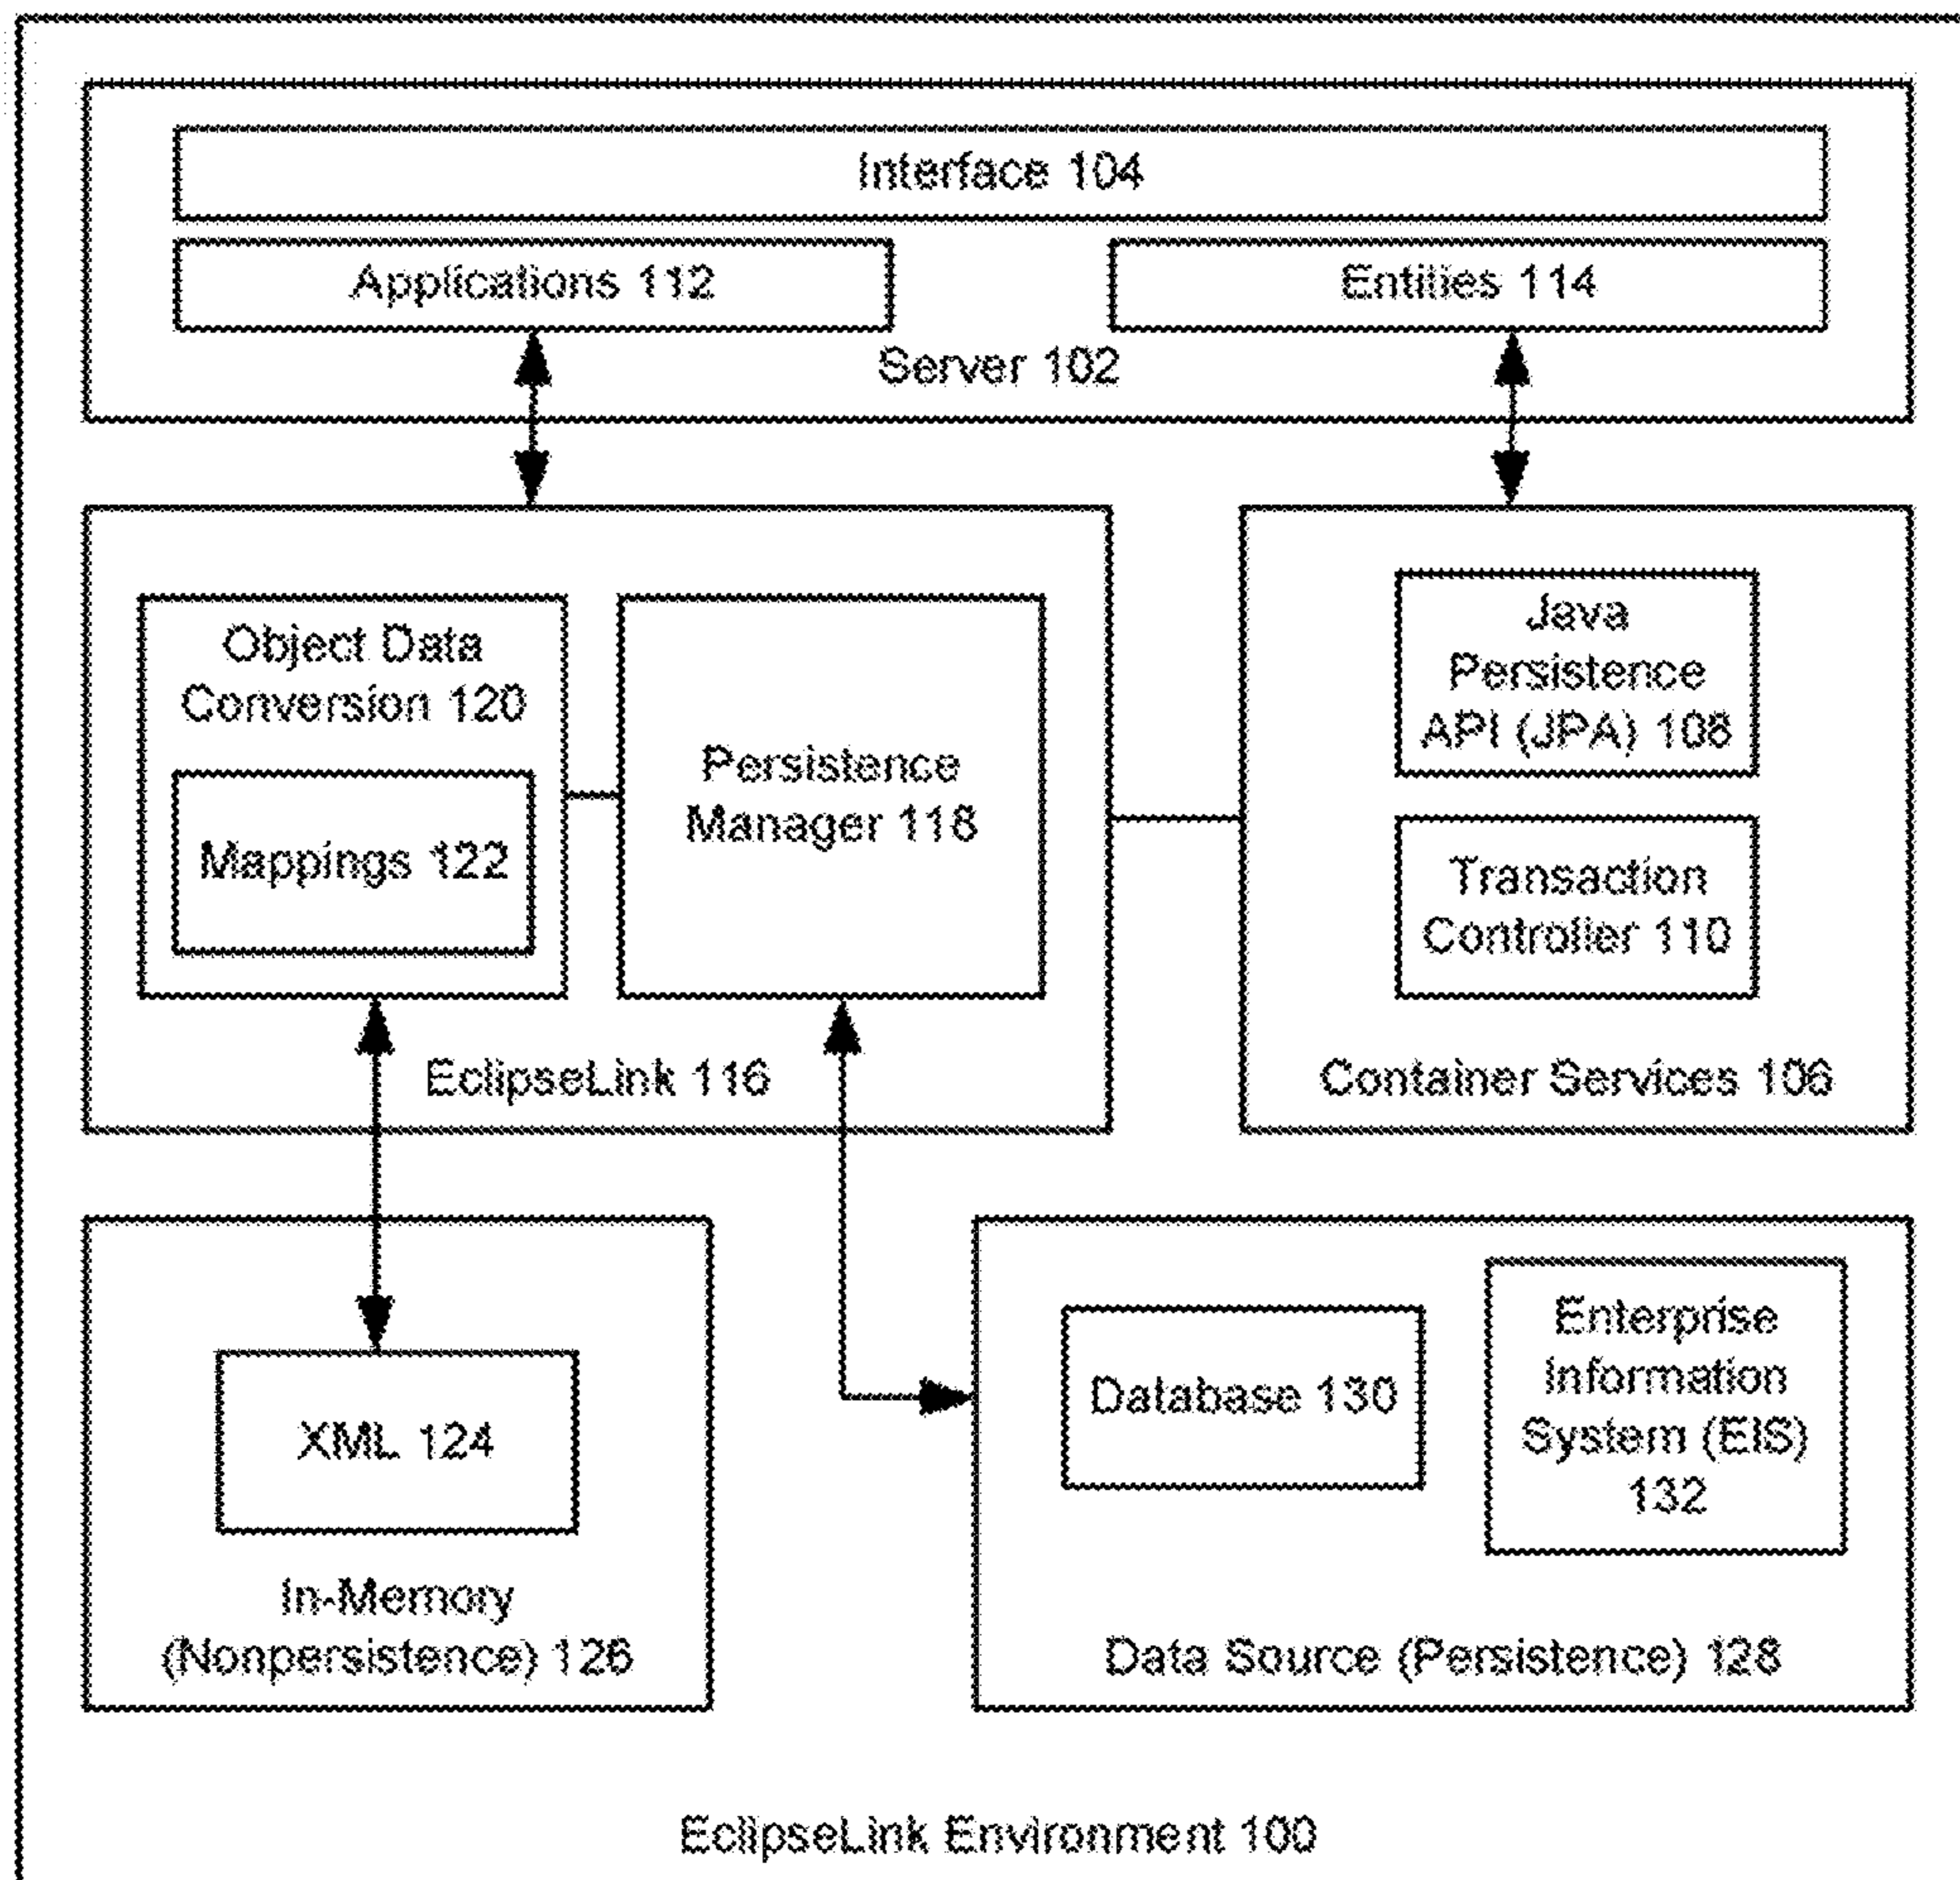 Interface 104
Applications 112
Entities 114
Server 102
Object Data
Conversion 120
Mappings 122
Persistence
Manager 118
EclipseLink 116
Java
Persistence
API (JPA) 108
Transaction
Controller 110
Container Services 106
XML 124
In-Memory
(Nonpersistence) 126
Database 130
Enterprise
Information
System (EIS)
132
Data Source (Persistence) 128
EclipseLink Environment 100